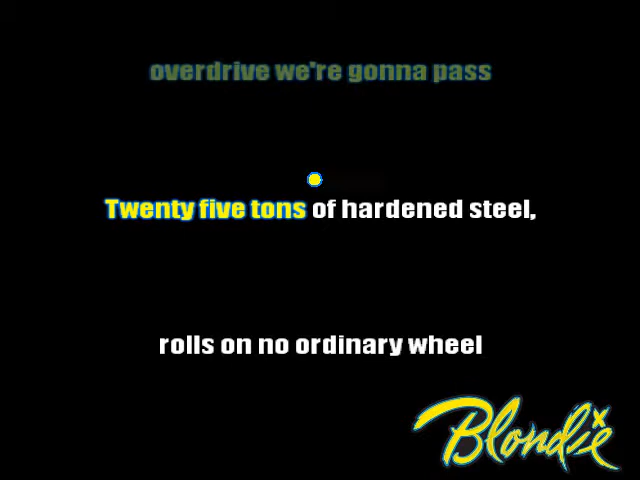 overdrive we're gonna pass
Twenty five tons of hardened steel,
rolls on no ordinary wheel
Blondie